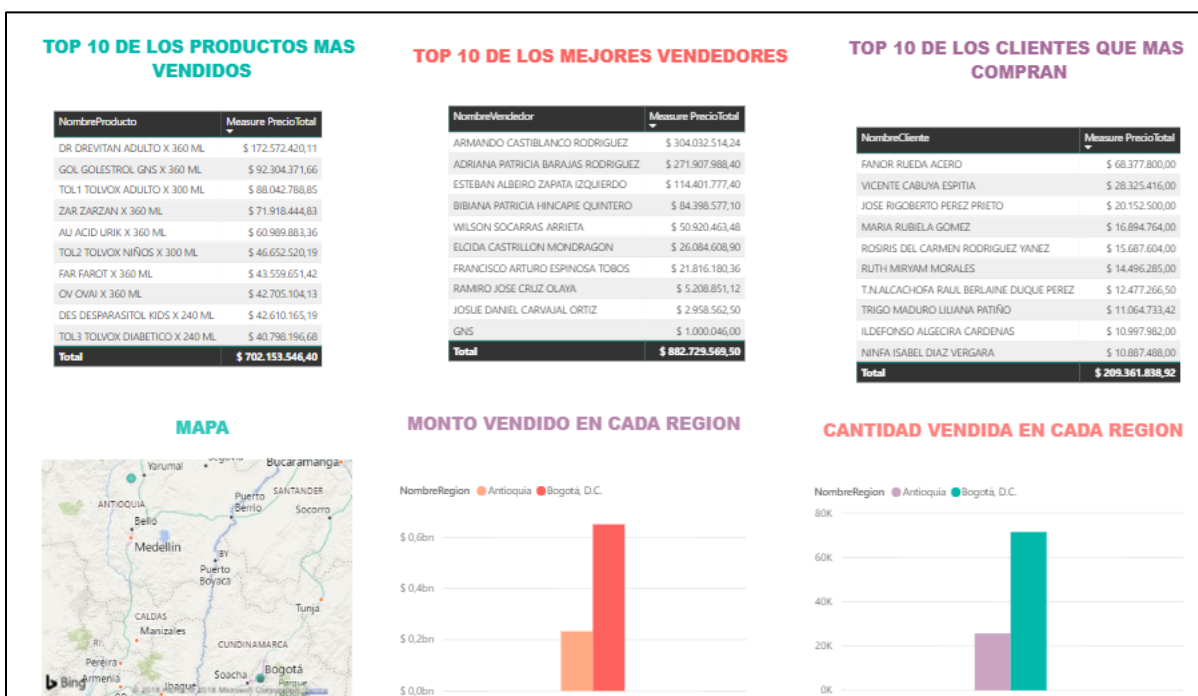 TOP 10 DE LOS PRODUCTOS MAS
VENDIDOS
NombreProducto Measure PrecioTotal
DR DREVITAN ADULTO X 360 ML $ 172.572.420,11
GOL GOLESTROL GNS X 360 ML $ 92.304.371,66
TOL1 TOLVOX ADULTO X 300 ML $ 88.042.788,85
ZAR ZARZAN X 360 ML $ 71.918.444,83
AU ACID URIK X 360 ML $ 60.989.883,36
TOL2 TOLVOX NIÑOS X 300 ML $ 46.652.520,19
FAR FAROT X 360 ML $ 43.559.651,42
OV OVAI X 360 ML $ 42.705.104,13
DES DESPARASITOL KIDS X 240 ML $ 42.610.165,19
TOL3 TOLVOX DIABETICO X 240 ML $ 40.798.196,68
Total $ 702.153.546,40
TOP 10 DE LOS MEJORES VENDEDORES
NombreVendedor Measure PrecioTotal
ARMANDO CASTIBLANCO RODRIGUEZ $ 304.032.514,24
ADRIANA PATRICIA BARAJAS RODRIGUEZ $ 271.907.988,40
ESTEBAN ALBEIRO ZAPATA IZQUIERDO $ 114.401.777,40
BIBIANA PATRICIA HINCAPIE QUINTERO $ 84.398.577,10
WILSON SOCARRAS ARRIETA $ 50.920.463,48
ELCIDA CASTRILLON MONDRAGON $ 26.084.608,90
FRANCISCO ARTURO ESPINOSA TOBOS $ 21.816.180,36
RAMIRO JOSE CRUZ OLAYA $ 5.208.851,12
JOSUE DANIEL CARVAJAL ORTIZ $ 2.958.562,50
GNS $ 1.000.046,00
Total $ 882.729.569,50
TOP 10 DE LOS CLIENTES QUE MAS
COMPRAN
NombreCliente Measure PrecioTotal
FANOR RUEDA ACERO $ 68.377.800,00
VICENTE CABUYA ESPITIA $ 28.325.416,00
JOSE RIGOBERTO PEREZ PRIETO $ 20.152.500,00
MARIA RUBIELA GOMEZ $ 16.894.764,00
ROSIRIS DEL CARMEN RODRIGUEZ YANEZ $ 15.687.604,00
RUTH MIRYAM MORALES $ 14.496.285,00
T.N.ALCACHOFA RAUL BERLAINE DUQUE PEREZ $ 12.477.266,50
TRIGO MADURO LILIANA PATIÑO $ 11.064.733,42
ILDEFONSO ALGECIRA CARDENAS $ 10.997.982,00
NINFA ISABEL DIAZ VERGARA $ 10.887.488,00
Total $ 209.361.838,92
MAPA
Yarumal
Bucaramanga
ANTIOQUIA
Puerto
Berrio
SANTANDER
Socorro
Bello
Medellín
BY
Puerto
Boyacá
Tunja
CALDAS
Manizales
RI
CUNDINAMARCA
Pereira
Armenia
Soacha
Bogotá
Bing
MONTO VENDIDO EN CADA REGION
NombreRegion Antioquia Bogotá, D.C.
$ 0,6bn
$ 0,4bn
$ 0,2bn
$ 0,0bn
CANTIDAD VENDIDA EN CADA REGION
NombreRegion Antioquia Bogotá, D.C.
80K
60K
40K
20K
0K